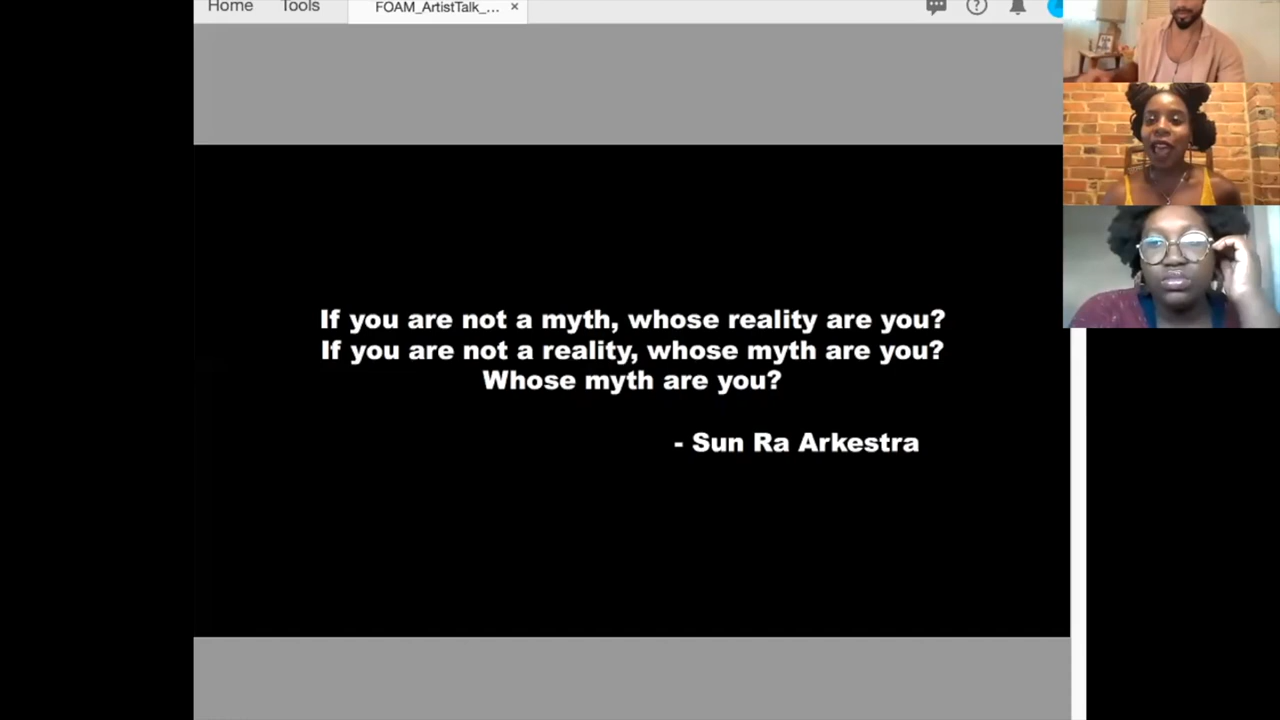 Home Tools FOAM_ArtistTalk_... ×
If you are not a myth, whose reality are you?
If you are not a reality, whose myth are you?
Whose myth are you?
- Sun Ra Arkestra